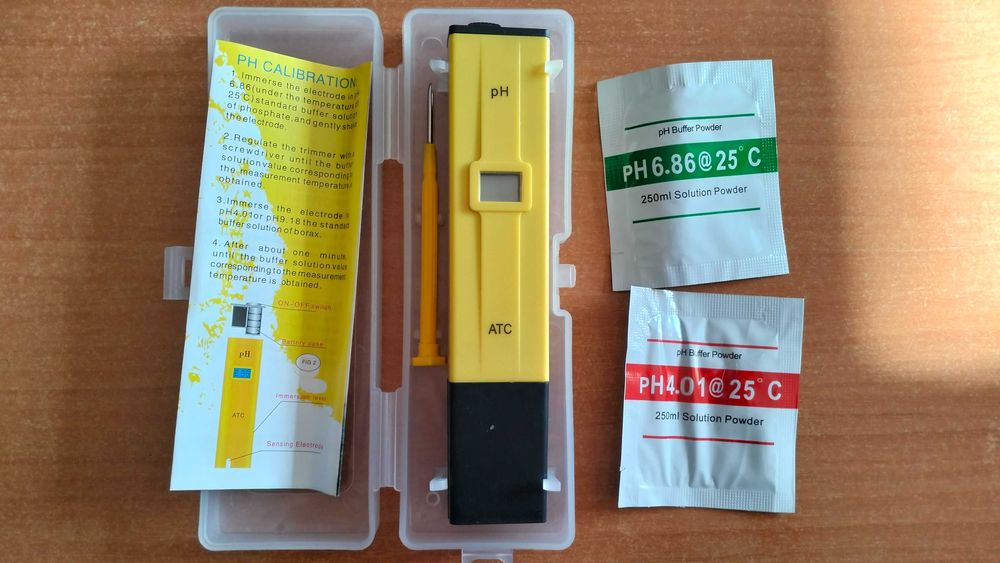 PH CALIBRATION
1.Immerse the electrode in
6.86(under the temperature
25°C)standard buffer solution
of phosphate,and gently
the electrode.
2.Regulate the trimmer with
screwdriver until the buffer
solution value corresponding to
the measurement temperature
obtained.
3.Immerse the electrode
pH4.01or pH9.18 the standard
buffer solution of borax.
4.After about one minute,
until the buffer solution value
corresponding to the measurement
temperature is obtained.
ON-OFF switch
Battery case
pH
FIG 2
Immersion level
ATC
Sensing Electrode
pH
ATC
pH Buffer Powder
PH 6.86@25°C
250ml Solution Powder
pH Buffer Powder
PH4.01@25°C
250ml Solution Powder